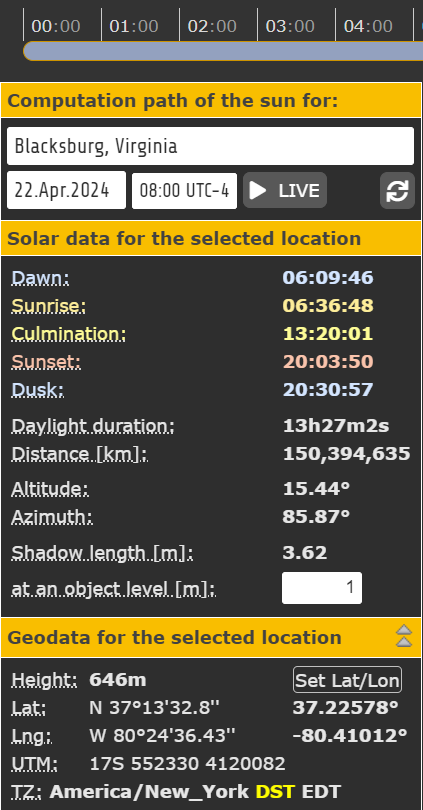 00:00 01:00 02:00 03:00 04:00
Computation path of the sun for:
Blacksburg, Virginia
22.Apr.2024 08:00 UTC-4 LIVE
Solar data for the selected location
Dawn: 06:09:46
Sunrise: 06:36:48
Culmination: 13:20:01
Sunset: 20:03:50
Dusk: 20:30:57
Daylight duration: 13h27m2s
Distance [km]: 150,394,635
Altitude: 15.44°
Azimuth: 85.87°
Shadow length [m]: 3.62
at an object level [m]: 1
Geodata for the selected location
Height: 646m Set Lat/Lon
Lat: N 37°13'32.8'' 37.22578°
Lng: W 80°24'36.43'' -80.41012°
UTM: 17S 552330 4120082
TZ: America/New_York DST EDT